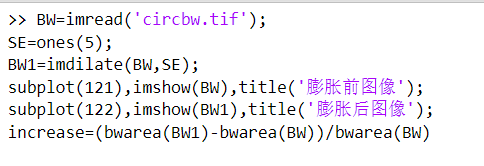 >> BW=imread('circbw.tif');
SE=ones(5);
BW1=imdilate(BW,SE);
subplot(121),imshow(BW),title('膨胀前图像');
subplot(122),imshow(BW1),title('膨胀后图像');
increase=(bwarea(BW1)-bwarea(BW))/bwarea(BW)